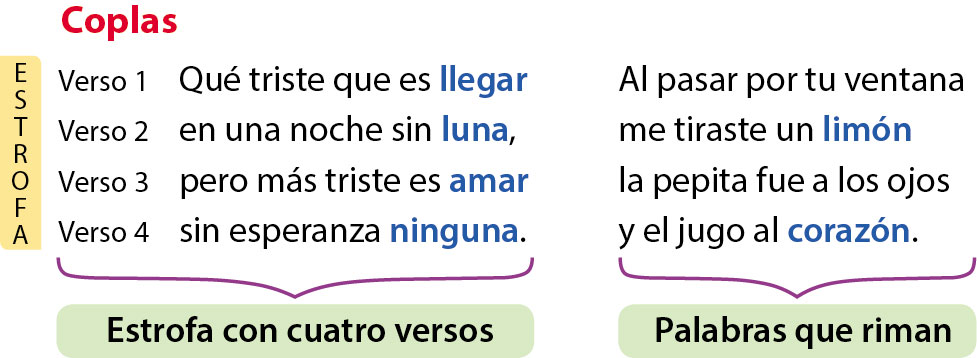 Coplas
ESTROFA
Verso 1 Qué triste que es llegar
Verso 2 en una noche sin luna,
Verso 3 pero más triste es amar
Verso 4 sin esperanza ninguna.
Estrofa con cuatro versos
Al pasar por tu ventana
me tiraste un limón
la pepita fue a los ojos
y el jugo al corazón.
Palabras que riman